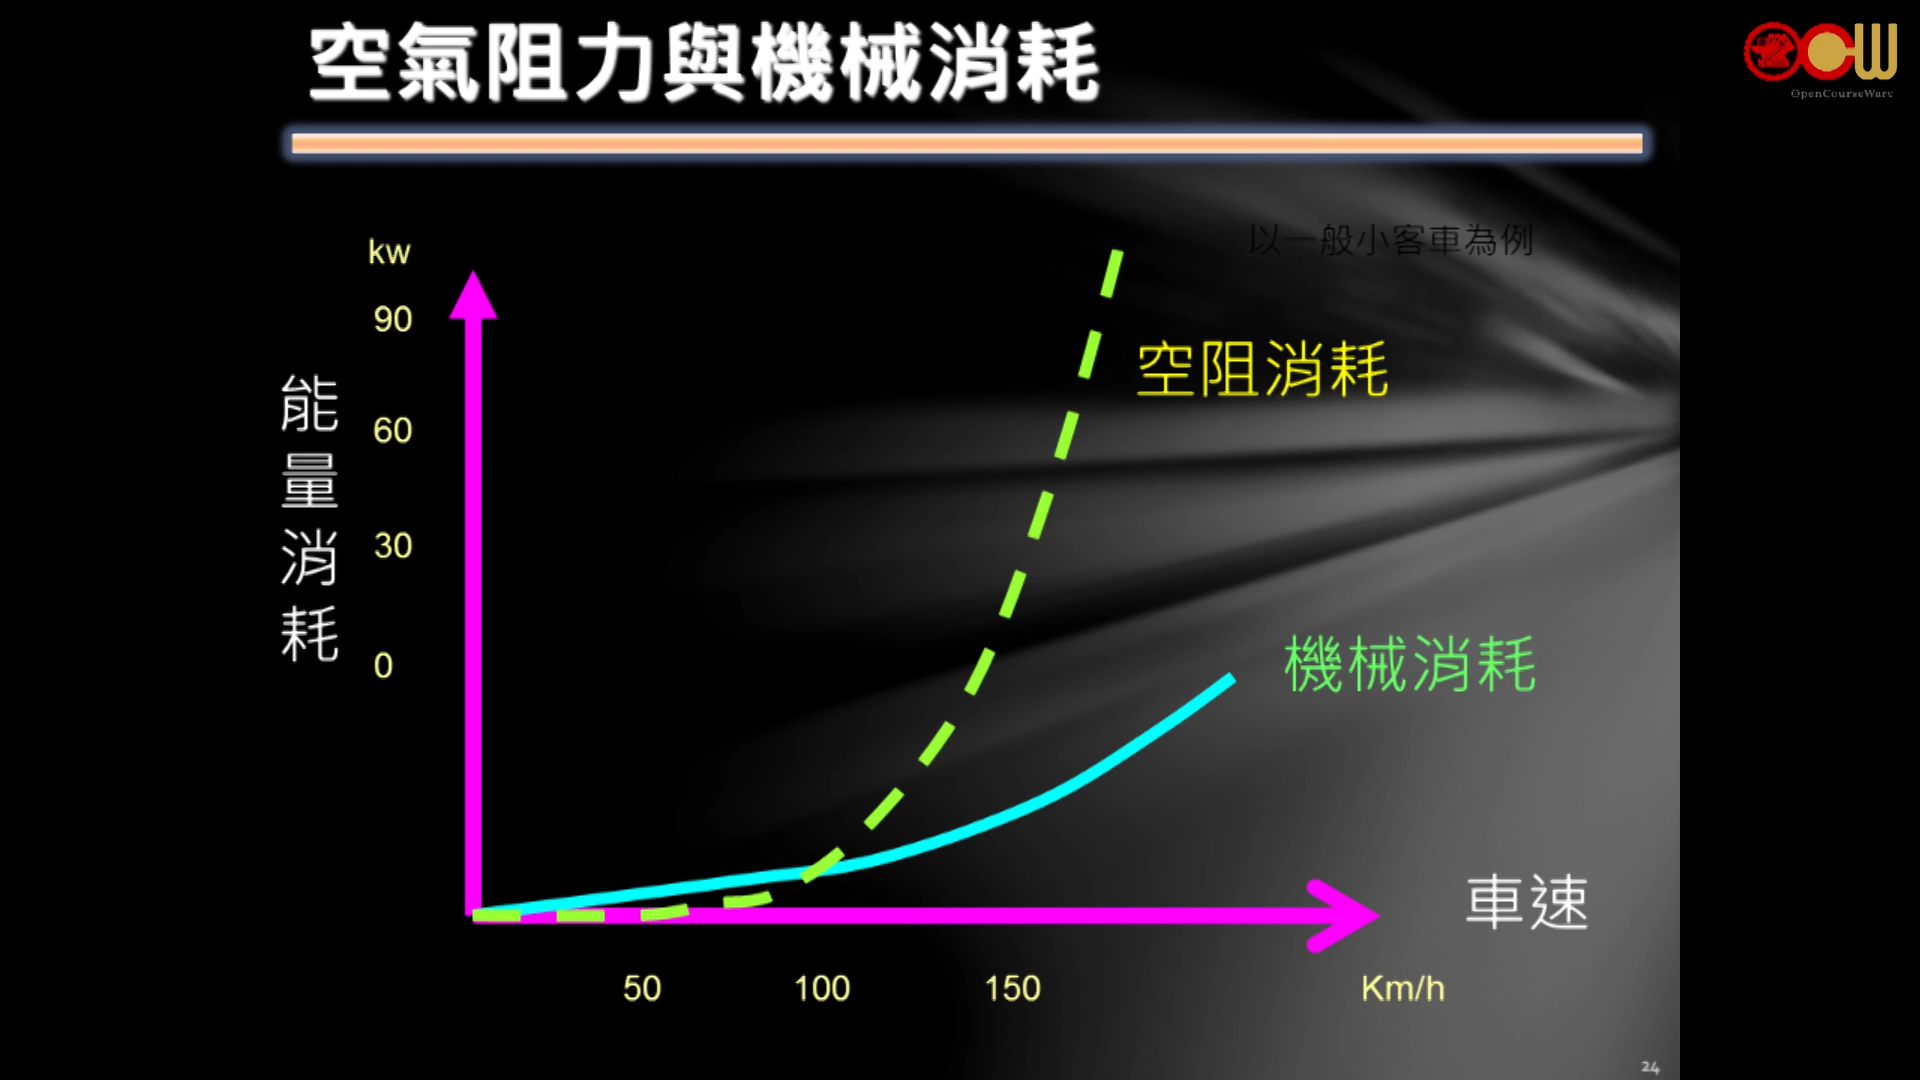 空氣阻力與機械消耗
OpenCourseWare
以一般小客車為例
kw
90
60
30
0
能量消耗
空阻消耗
機械消耗
車速
50
100
150
Km/h
24